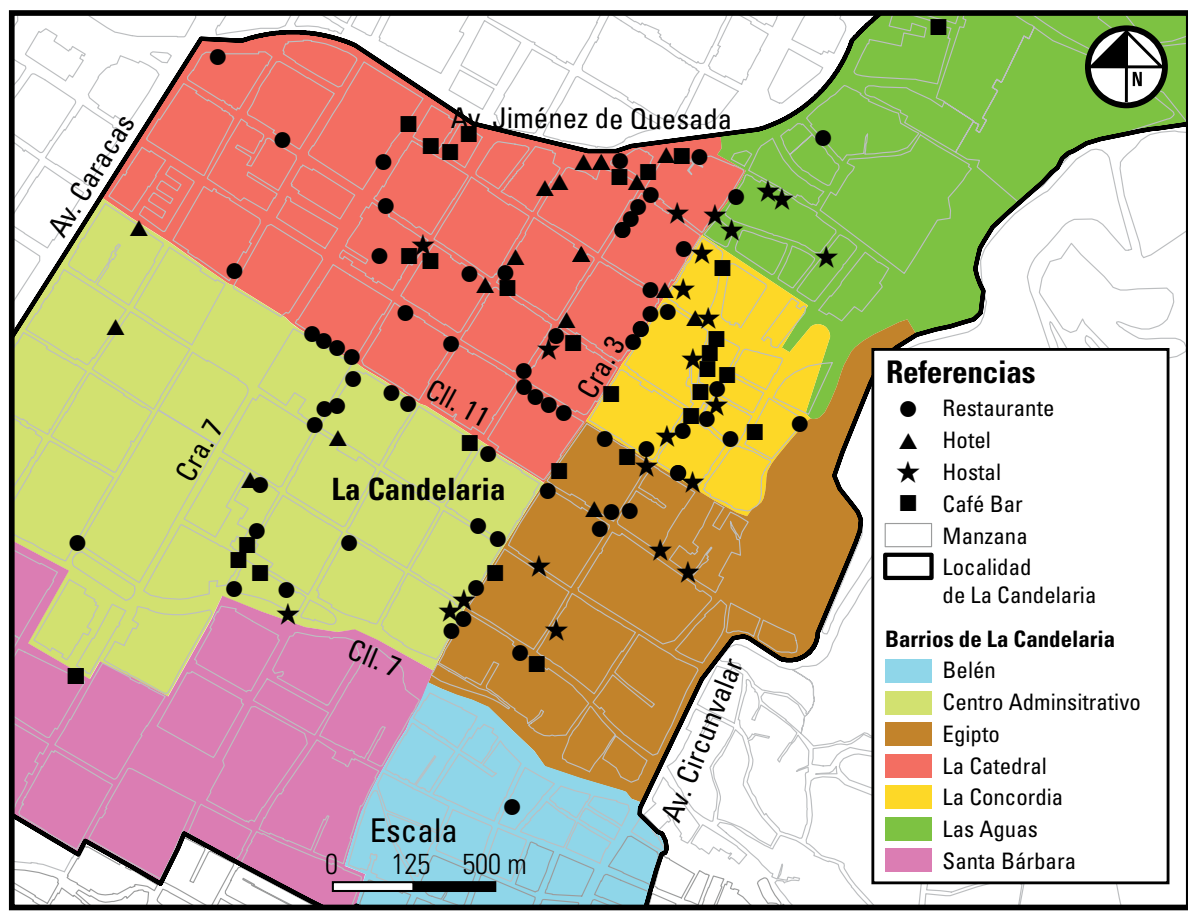 Av. Jiménez de Quesada
N
Av. Caracas
Cra. 3
Cll. 11
Cra. 7
La Candelaria
Cll. 7
Av. Circunvalar
Escala
0 125 500 m
Referencias
Restaurante
Hotel
Hostal
Café Bar
Manzana
Localidad
de La Candelaria
Barrios de La Candelaria
Belén
Centro Adminsitrativo
Egipto
La Catedral
La Concordia
Las Aguas
Santa Bárbara